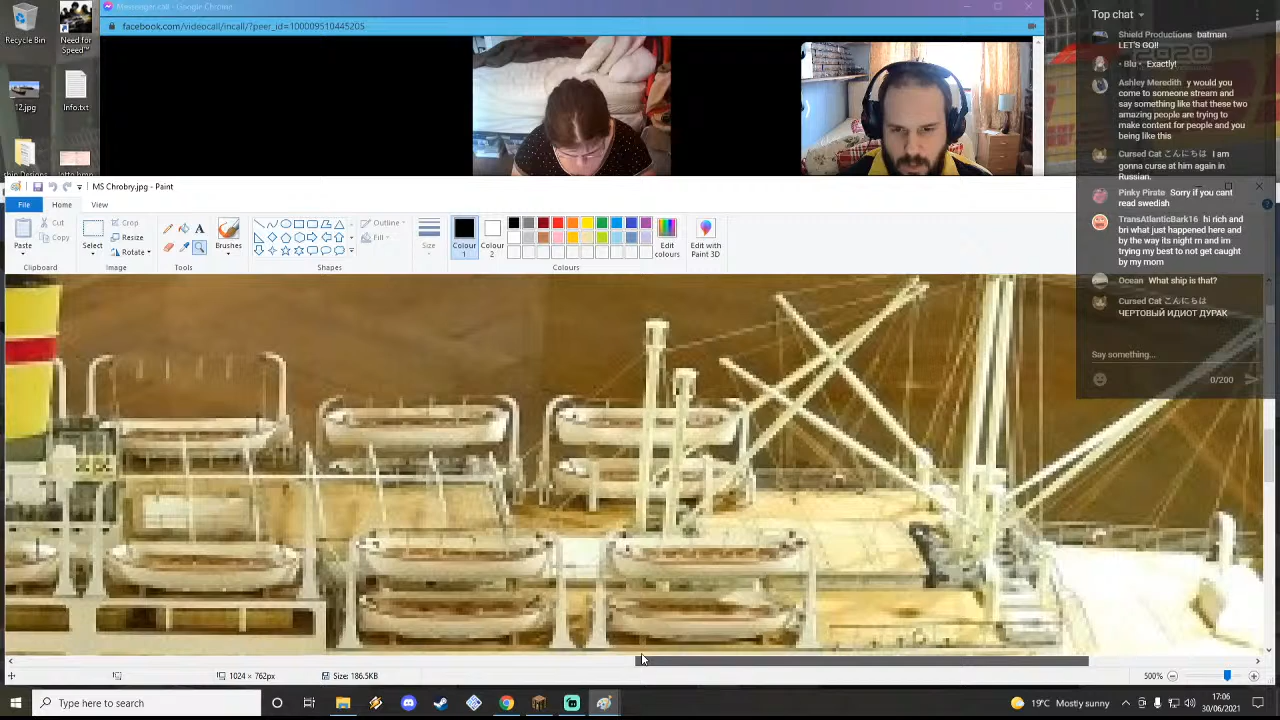 Messenger call - Google Chrome
facebook.com/videocall/incall/?peer_id=100009510445205
Recycle Bin
Need for
Speed™
12.jpg
Info.txt
Top chat
Shield Productions batman
LET'S GO!!
2020
• Blu • Exactly!
Ashley Meredith y would you
come to someone stream and
say something like that these two
amazing people are trying to
make content for people and you
being like this
Cursed Cat こんにちは I am
gonna curse at him again in
Russian.
Pinky Pirate Sorry if you cant
read swedish
TransAtlanticBark16 hi rich and
bri what just happened here and
by the way its night rn and im
trying my best to not get caught
by my mom
Ocean What ship is that?
Cursed Cat こんにちは
ЧЕРТОВЫЙ ИДИОТ ДУРАК
Say something...
0/200
MS Chrobry.jpg - Paint
File Home View
Paste
Cut
Copy
Clipboard
Select
Crop
Resize
Rotate
Image
A
Tools
Brushes
Outline
Fill
Shapes
Size
Colour
1
Colour
2
Edit
colours
Colours
Edit with
Paint 3D
1024 × 762px
Size: 186.5KB
500%
Type here to search
19°C Mostly sunny
17:06
30/06/2021